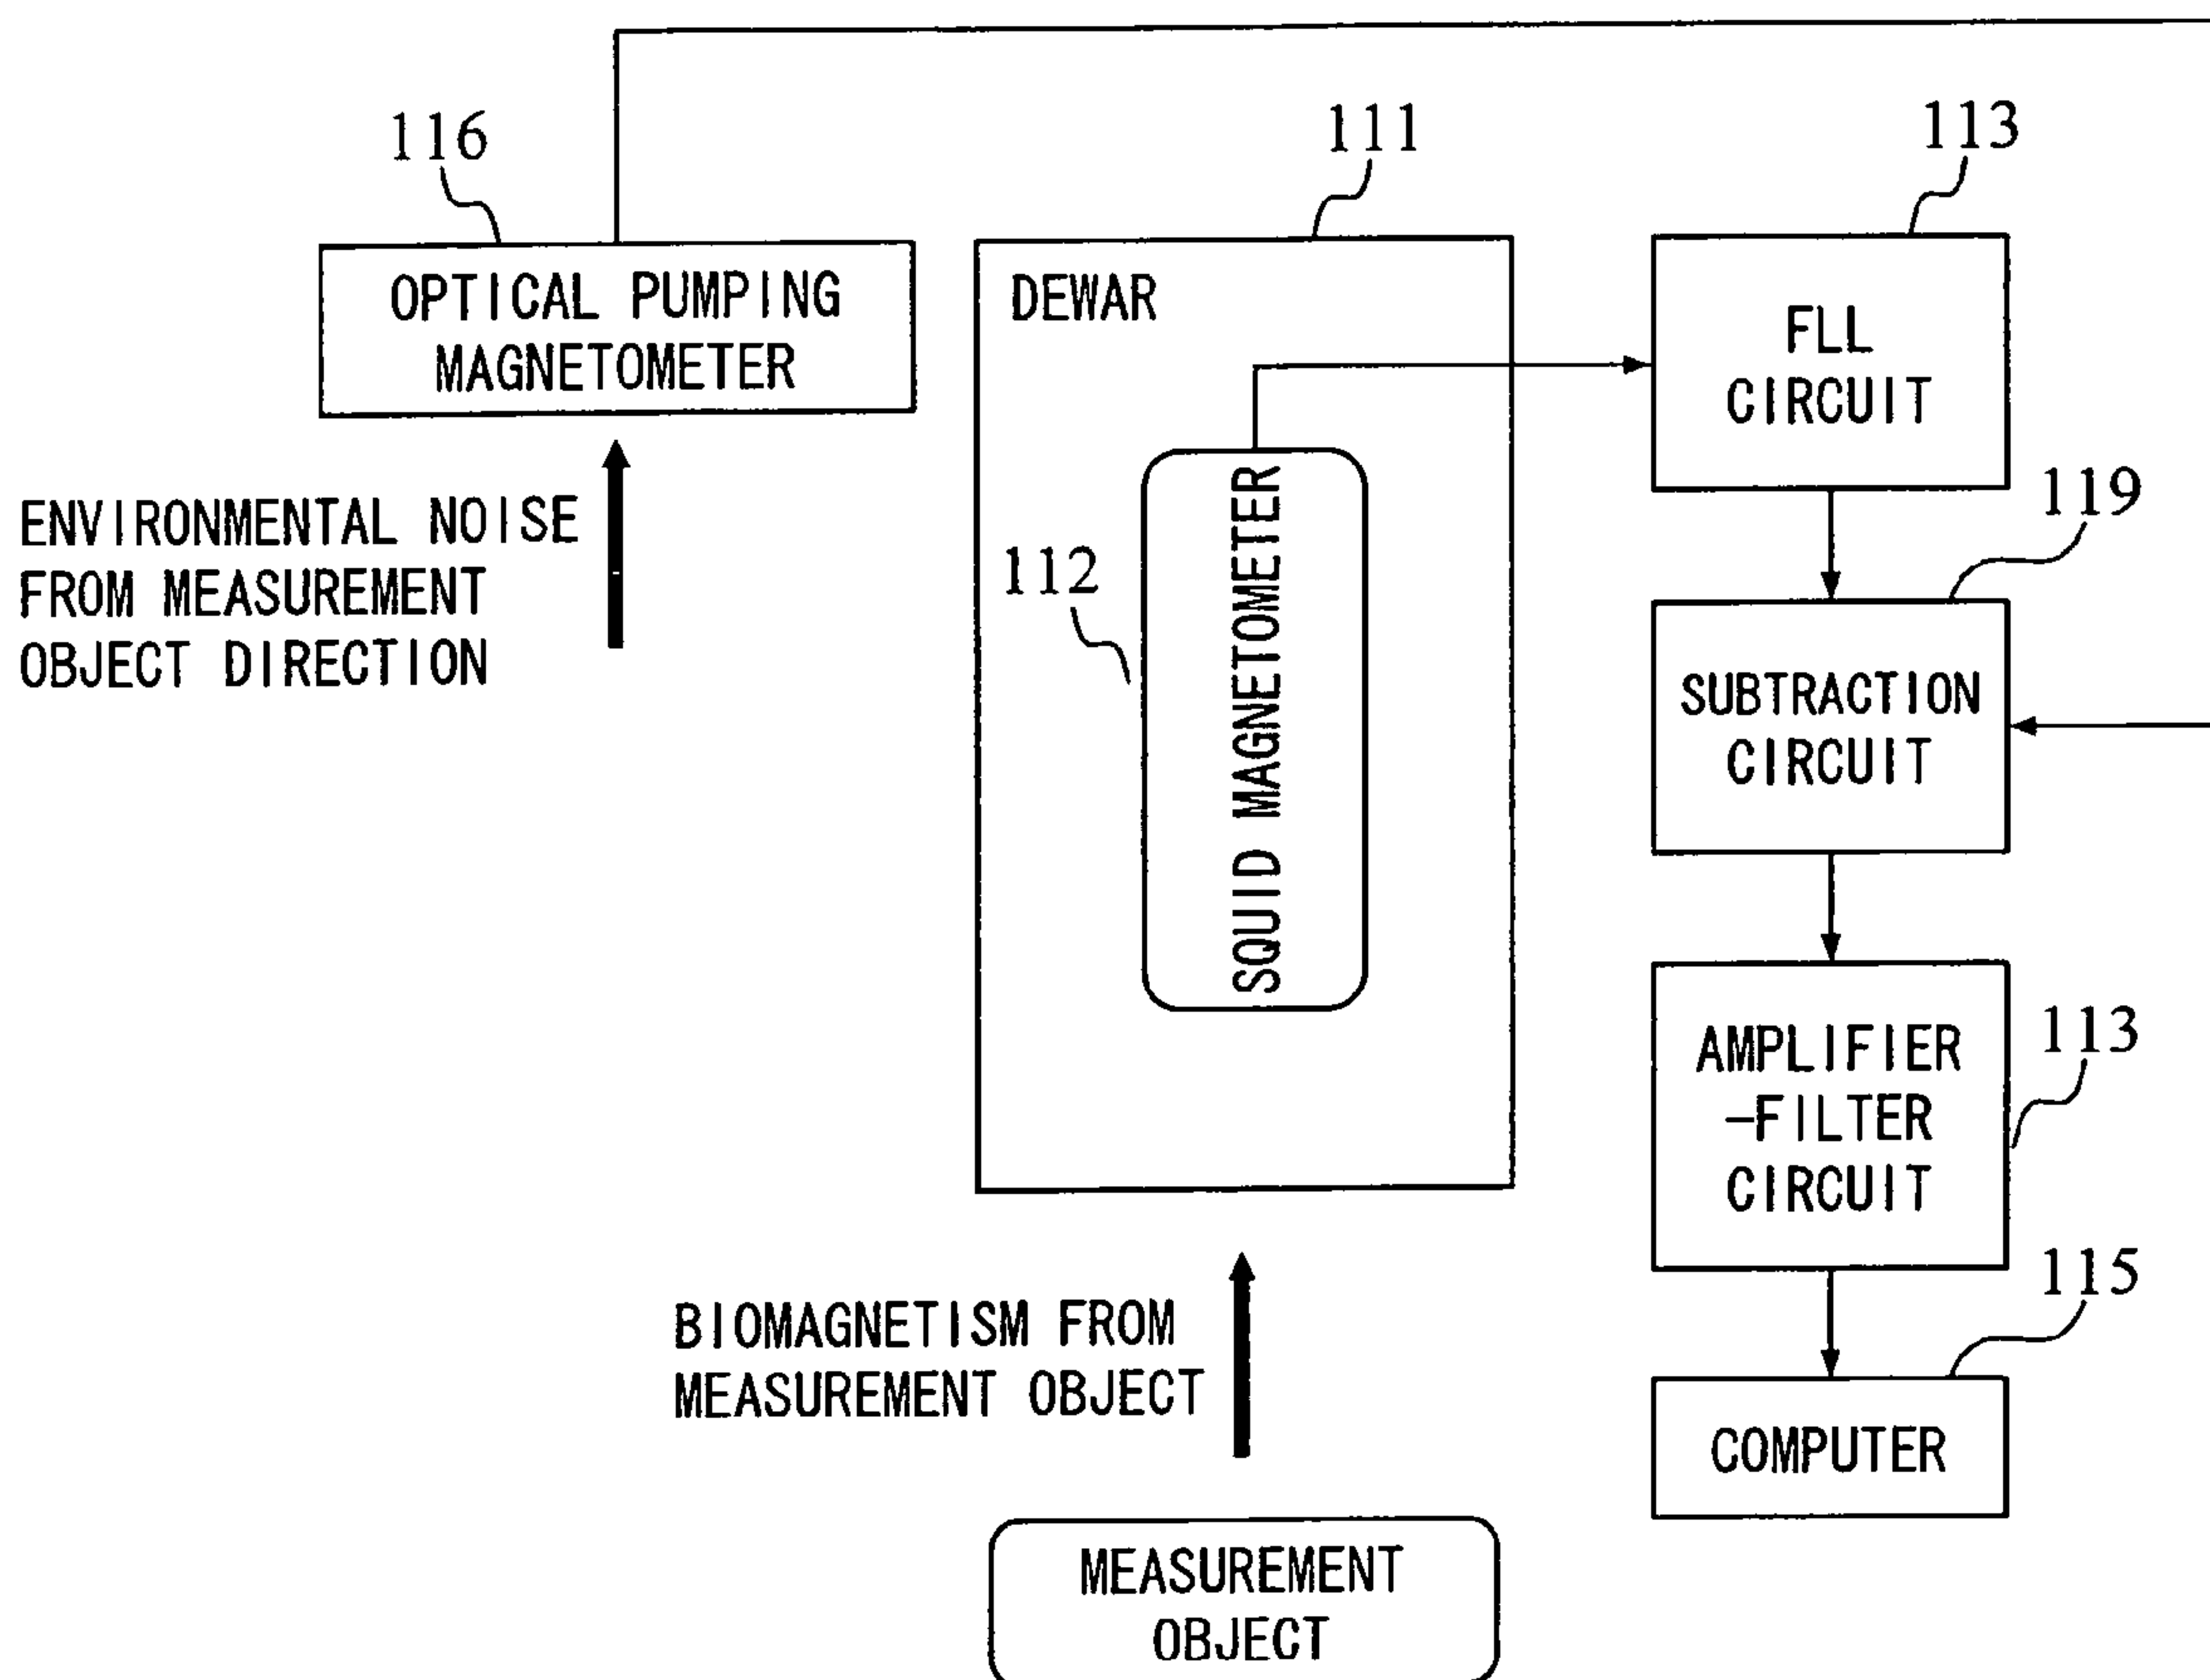 116
111
113
OPTICAL PUMPING
MAGNETOMETER
DEWAR
FLL
CIRCUIT
ENVIRONMENTAL NOISE
FROM MEASUREMENT
OBJECT DIRECTION
112
SQUID MAGNETOMETER
119
SUBTRACTION
CIRCUIT
AMPLIFIER
-FILTER
CIRCUIT
113
BIOMAGNETISM FROM
MEASUREMENT OBJECT
115
COMPUTER
MEASUREMENT
OBJECT